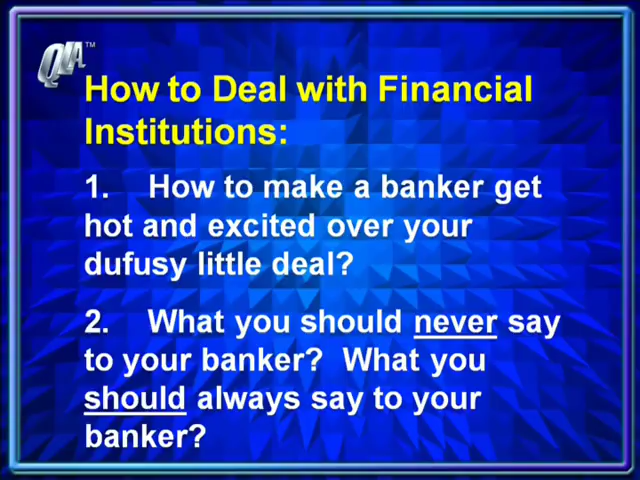 QLA™
How to Deal with Financial
Institutions:
1. How to make a banker get
hot and excited over your
dufusy little deal?
2. What you should never say
to your banker? What you
should always say to your
banker?